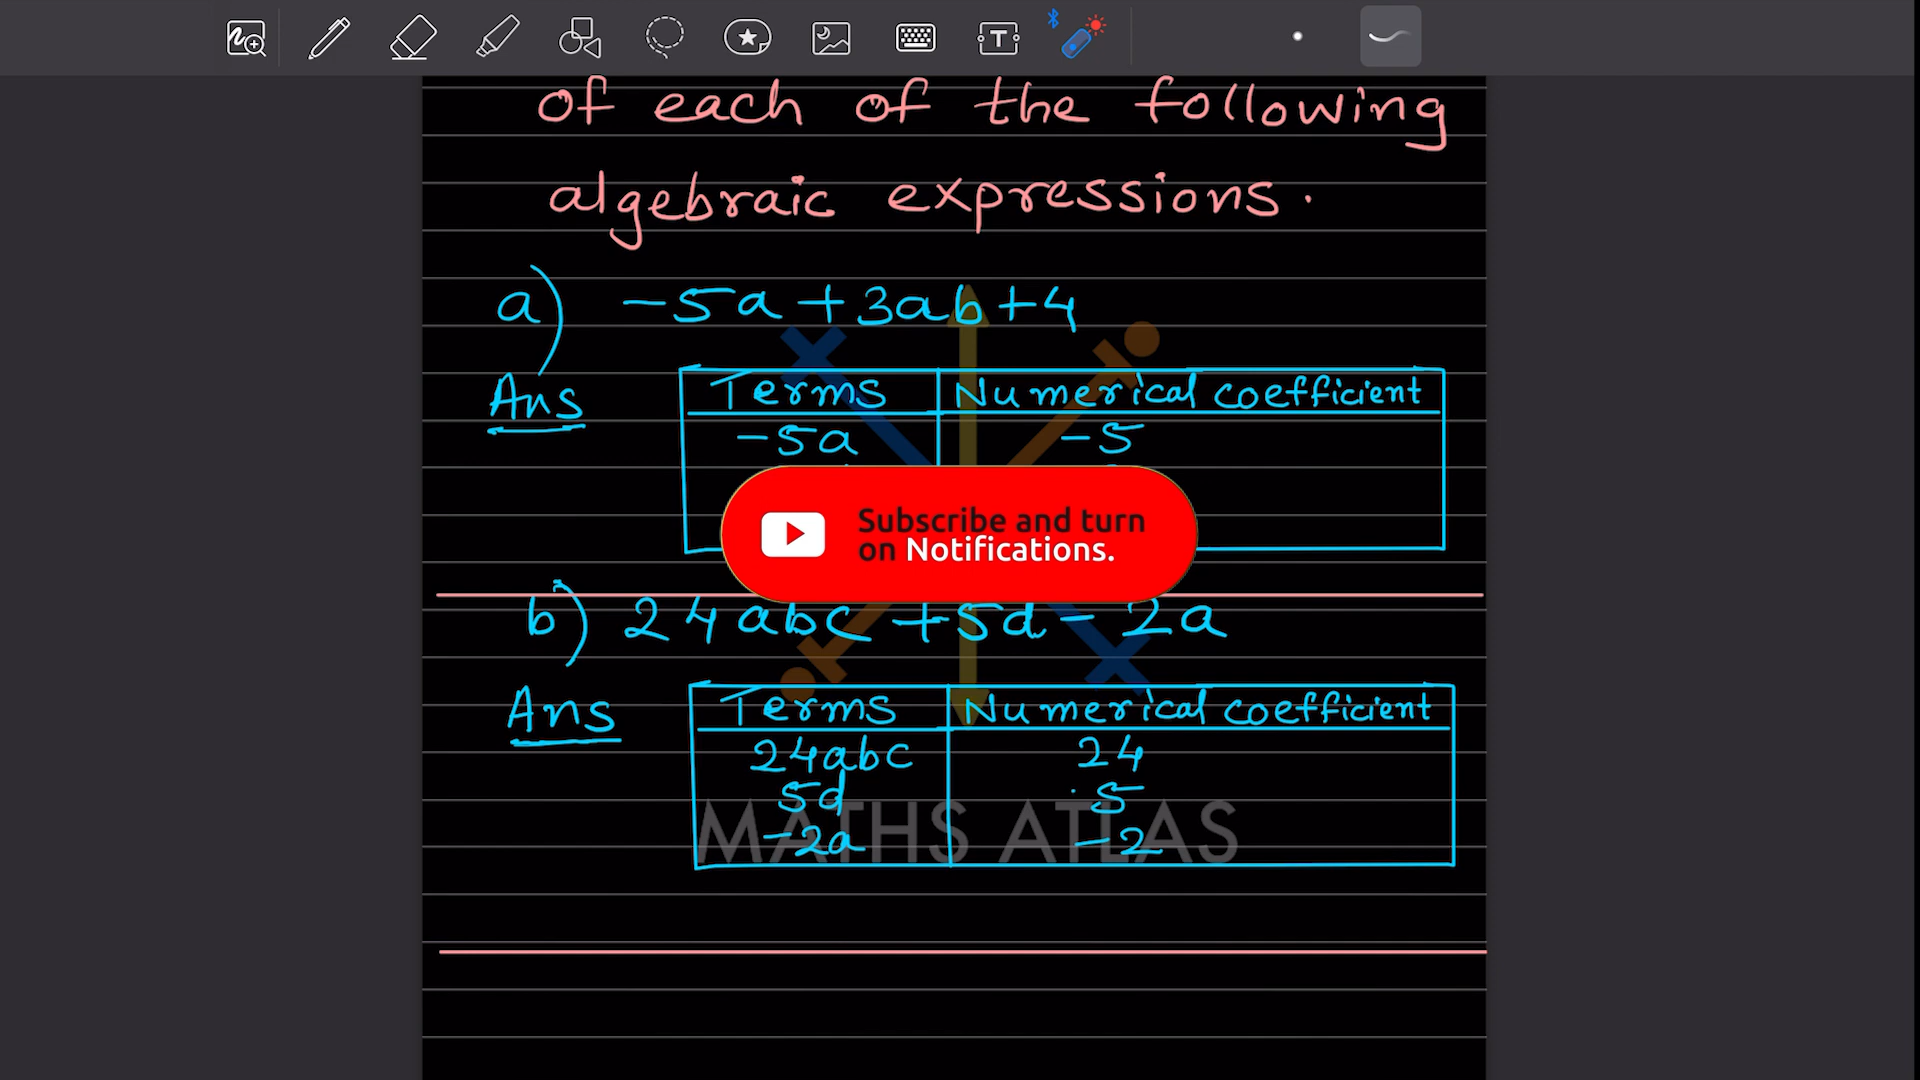 of each of the following
algebraic expressions.
a) -5a+3ab+4
Ans
Terms Numerical coefficient
-5a -5
Subscribe and turn
on Notifications.
b) 24abc+5d-2a
Ans
Terms Numerical coefficient
24abc 24
5d 5
-2a -2
MATHS ATLAS